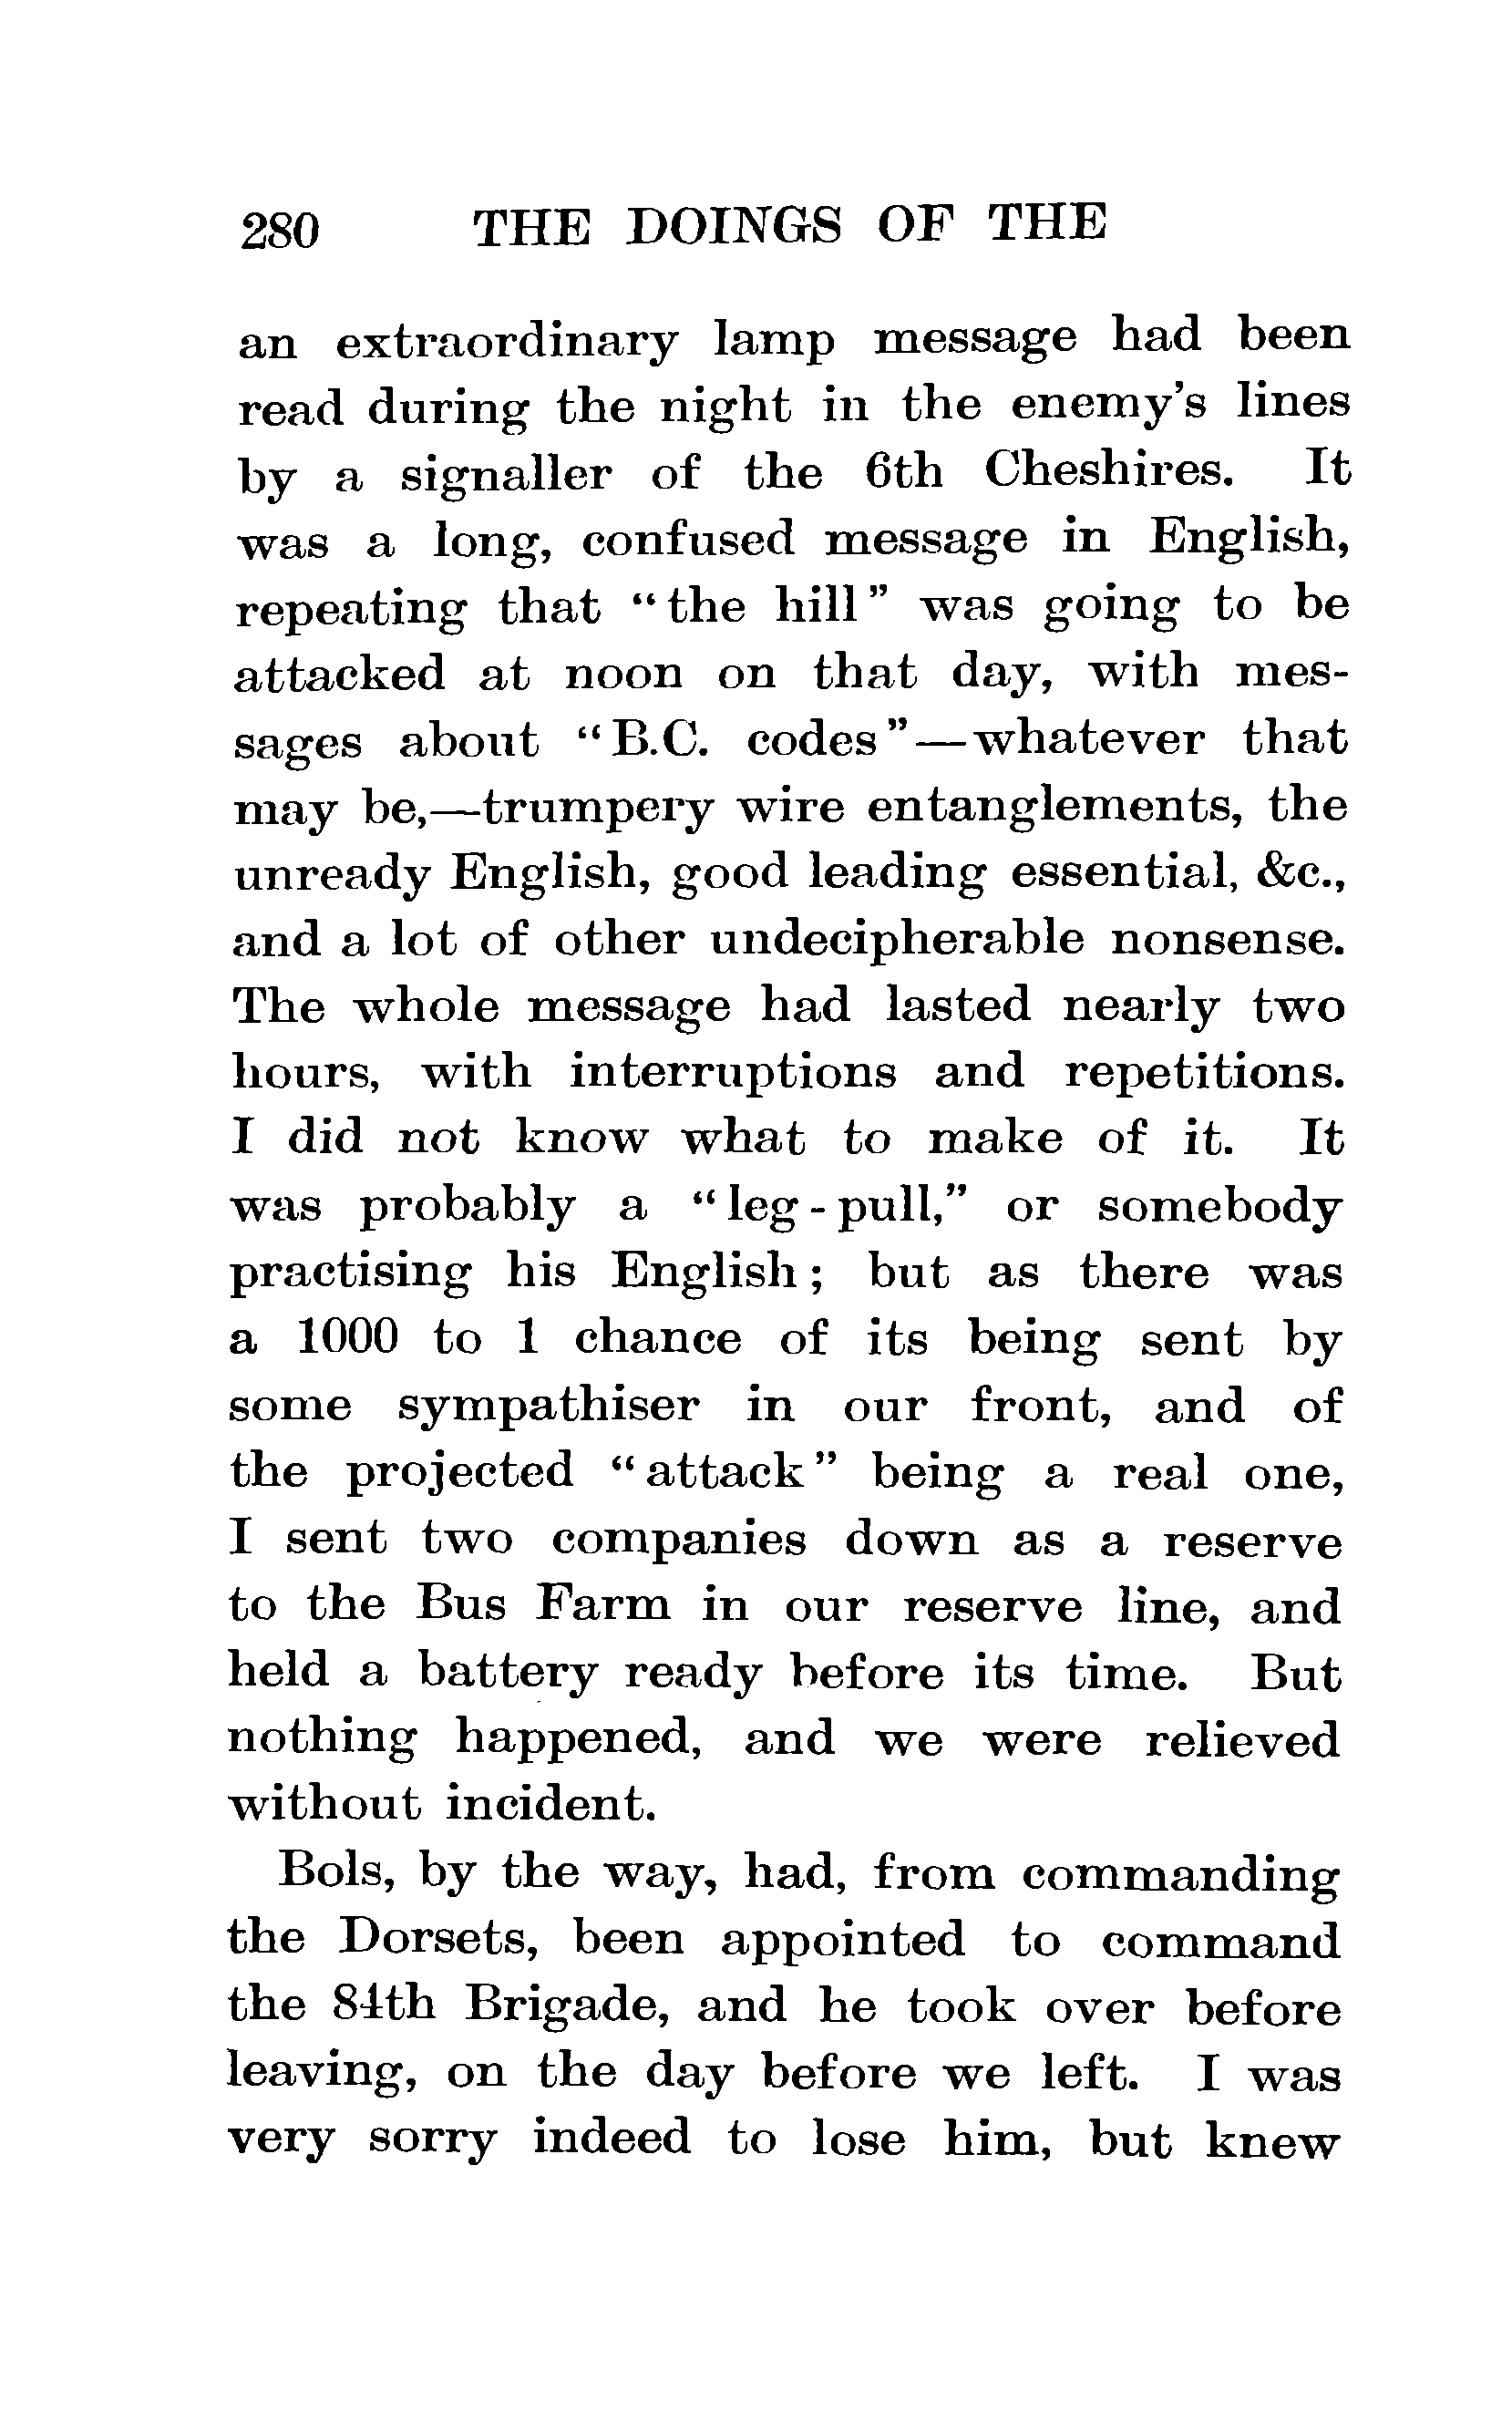 280 THE DOINGS OF THE
an extraordinary lamp message had been
read during the night in the enemy's lines
by a signaller of the 6th Cheshires. It
was a long, confused message in English,
repeating that "the hill" was going to be
attacked at noon on that day, with mes-
sages about "B.C. codes"—whatever that
may be,—trumpery wire entanglements, the
unready English, good leading essential, &c.,
and a lot of other undecipherable nonsense.
The whole message had lasted nearly two
hours, with interruptions and repetitions.
I did not know what to make of it. It
was probably a "leg-pull," or somebody
practising his English; but as there was
a 1000 to 1 chance of its being sent by
some sympathiser in our front, and of
the projected "attack" being a real one,
I sent two companies down as a reserve
to the Bus Farm in our reserve line, and
held a battery ready before its time. But
nothing happened, and we were relieved
without incident.
Bols, by the way, had, from commanding
the Dorsets, been appointed to command
the 84th Brigade, and he took over before
leaving, on the day before we left. I was
very sorry indeed to lose him, but knew